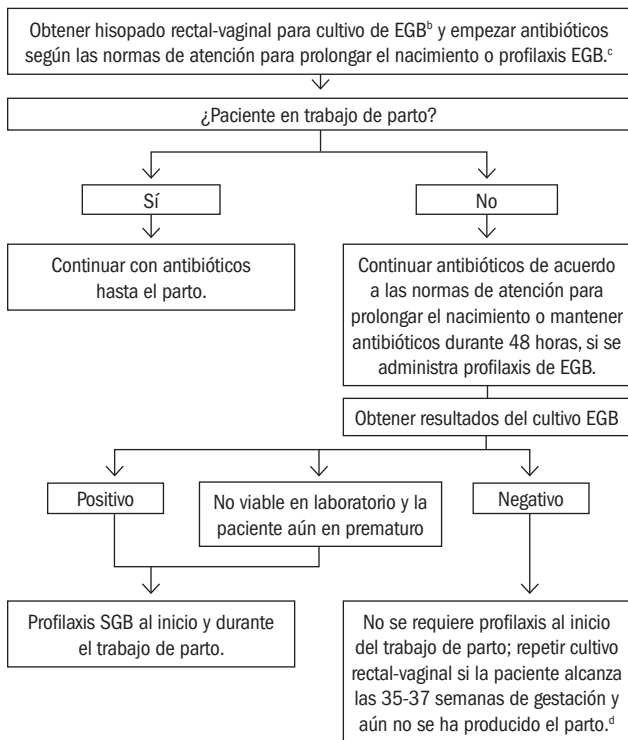 Obtener hisopado rectal-vaginal para cultivo de EGBᵇ y empezar antibióticos
según las normas de atención para prolongar el nacimiento o profilaxis EGB.ᶜ
¿Paciente en trabajo de parto?
Sí
No
Continuar con antibióticos
hasta el parto.
Continuar antibióticos de acuerdo
a las normas de atención para
prolongar el nacimiento o mantener
antibióticos durante 48 horas, si se
administra profilaxis de EGB.
Obtener resultados del cultivo EGB
Positivo
No viable en laboratorio y la
paciente aún en prematuro
Negativo
Profilaxis SGB al inicio y durante
el trabajo de parto.
No se requiere profilaxis al inicio
del trabajo de parto; repetir cultivo
rectal-vaginal si la paciente alcanza
las 35-37 semanas de gestación y
aún no se ha producido el parto.ᵈ